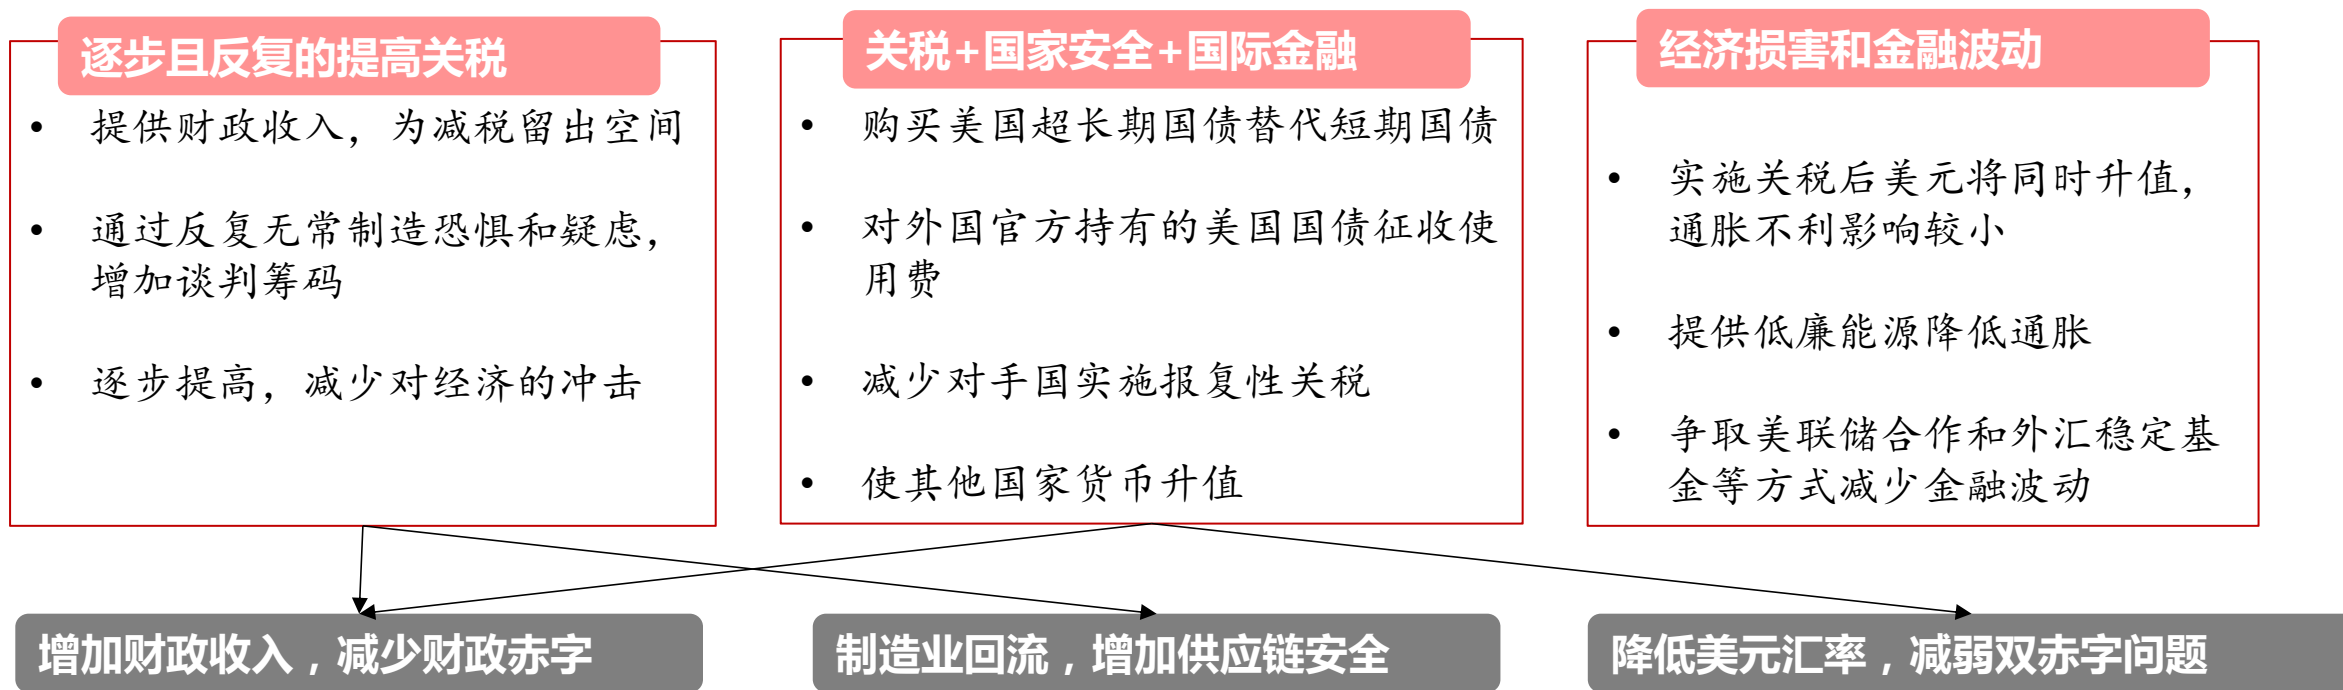 逐步且反复的提高关税
• 提供财政收入，为减税留出空间
• 通过反复无常制造恐惧和疑虑，
增加谈判筹码
• 逐步提高，减少对经济的冲击
关税+国家安全+国际金融
• 购买美国超长期国债替代短期国债
• 对外国官方持有的美国国债征收使
用费
• 减少对手国实施报复性关税
• 使其他国家货币升值
经济损害和金融波动
• 实施关税后美元将同时升值，
通胀不利影响较小
• 提供低廉能源降低通胀
• 争取美联储合作和外汇稳定基
金等方式减少金融波动
增加财政收入，减少财政赤字
制造业回流，增加供应链安全
降低美元汇率，减弱双赤字问题